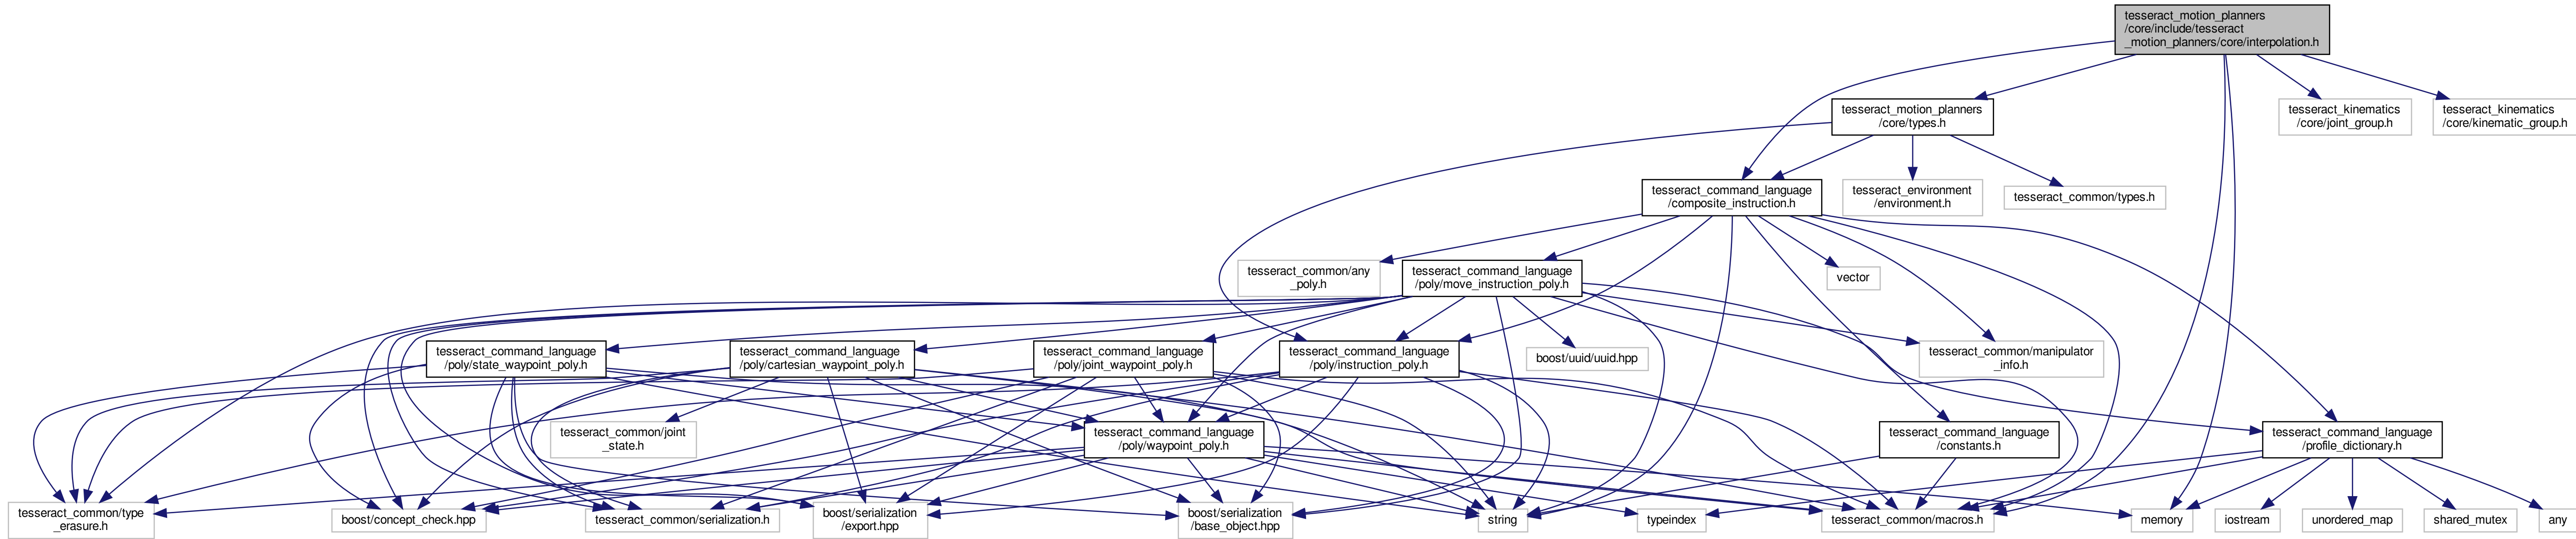 tesseract_motion_planners
/core/include/tesseract
_motion_planners/core/interpolation.h
tesseract_motion_planners
/core/types.h
tesseract_kinematics
/core/joint_group.h
tesseract_kinematics
/core/kinematic_group.h
tesseract_command_language
/composite_instruction.h
tesseract_environment
/environment.h
tesseract_common/types.h
tesseract_common/any
_poly.h
tesseract_command_language
/poly/move_instruction_poly.h
vector
tesseract_command_language
/poly/state_waypoint_poly.h
tesseract_command_language
/poly/cartesian_waypoint_poly.h
tesseract_command_language
/poly/joint_waypoint_poly.h
tesseract_command_language
/poly/instruction_poly.h
boost/uuid/uuid.hpp
tesseract_common/manipulator
_info.h
tesseract_common/joint
_state.h
tesseract_command_language
/poly/waypoint_poly.h
tesseract_command_language
/constants.h
tesseract_command_language
/profile_dictionary.h
tesseract_common/type
_erasure.h
boost/concept_check.hpp
tesseract_common/serialization.h
boost/serialization
/export.hpp
boost/serialization
/base_object.hpp
string
typeindex
tesseract_common/macros.h
memory
iostream
unordered_map
shared_mutex
any